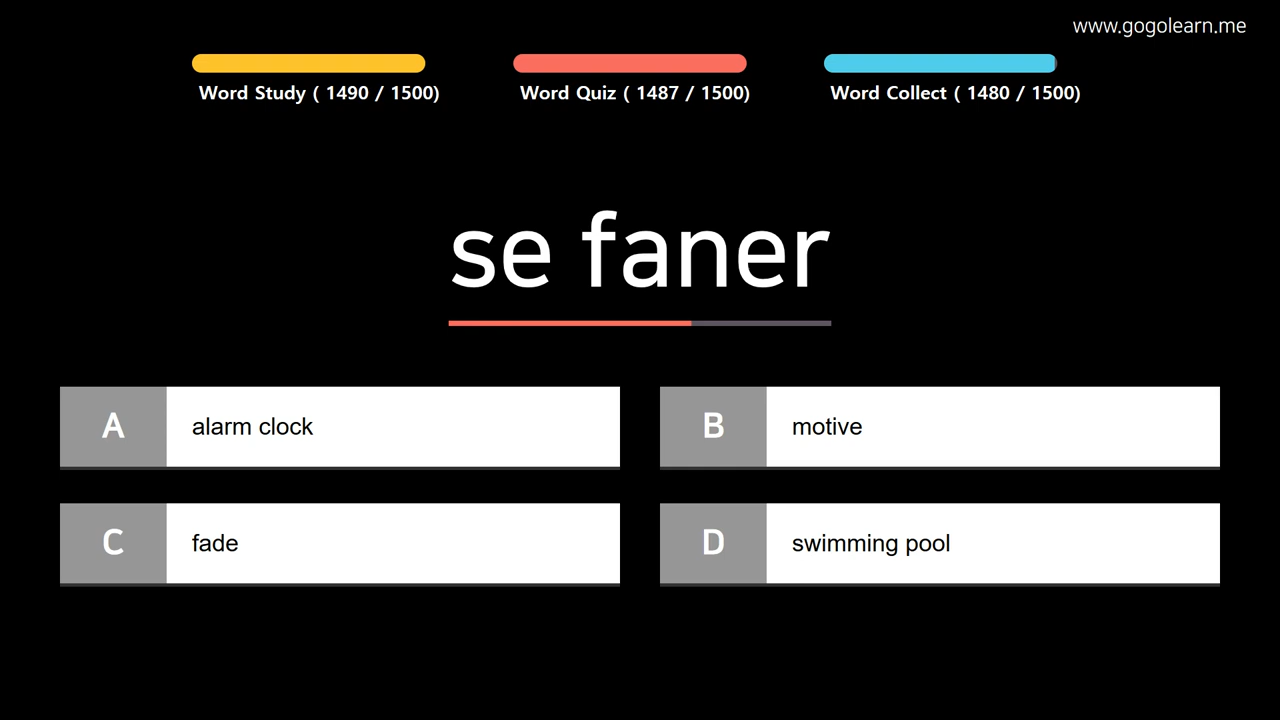 www.gogolearn.me
Word Study ( 1490 / 1500)
Word Quiz ( 1487 / 1500)
Word Collect ( 1480 / 1500)
se faner
A alarm clock
B motive
C fade
D swimming pool